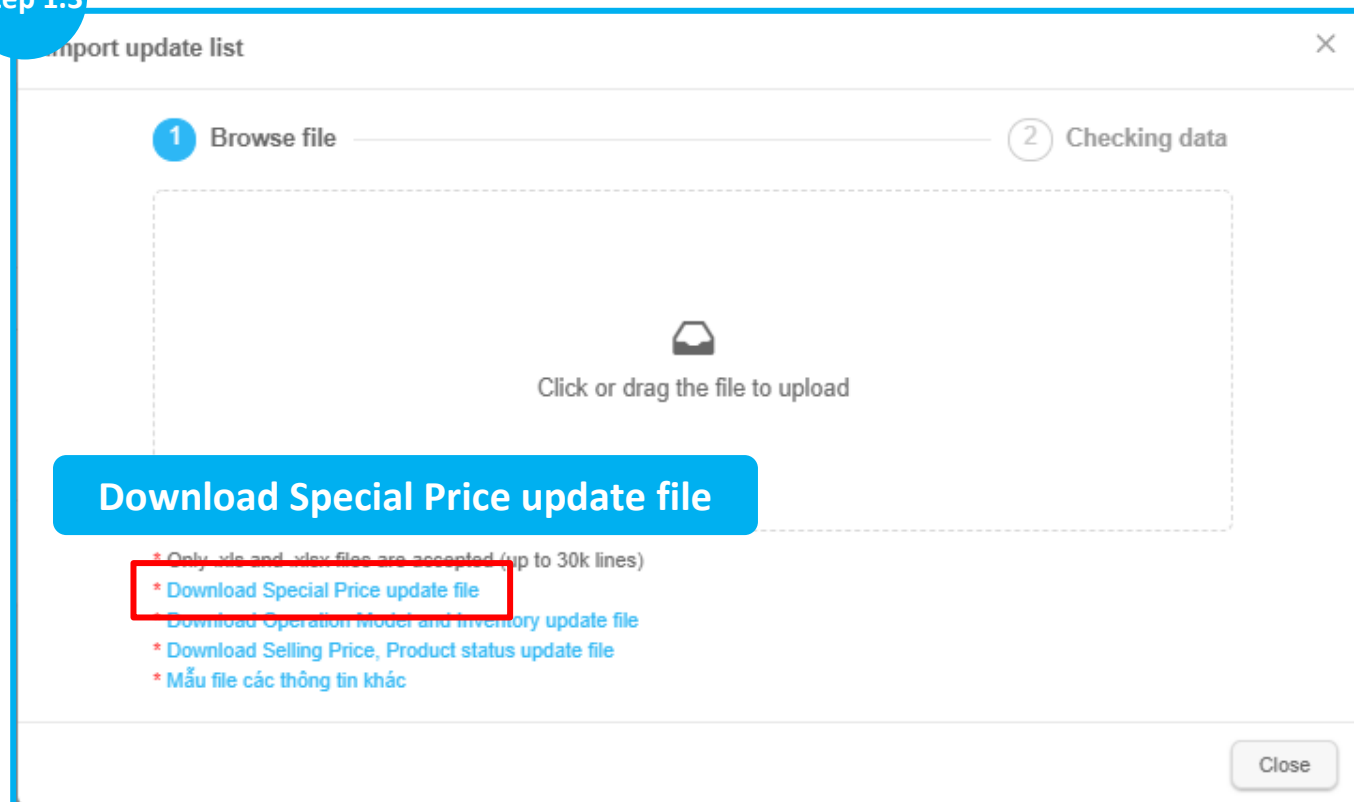 Import update list
1 Browse file
2 Checking data
Click or drag the file to upload
Download Special Price update file
* Only .xls and .xlsx files are accepted (up to 30k lines)
* Download Special Price update file
* Download Operation Model and Inventory update file
* Download Selling Price, Product status update file
* Mẫu file các thông tin khác
Close